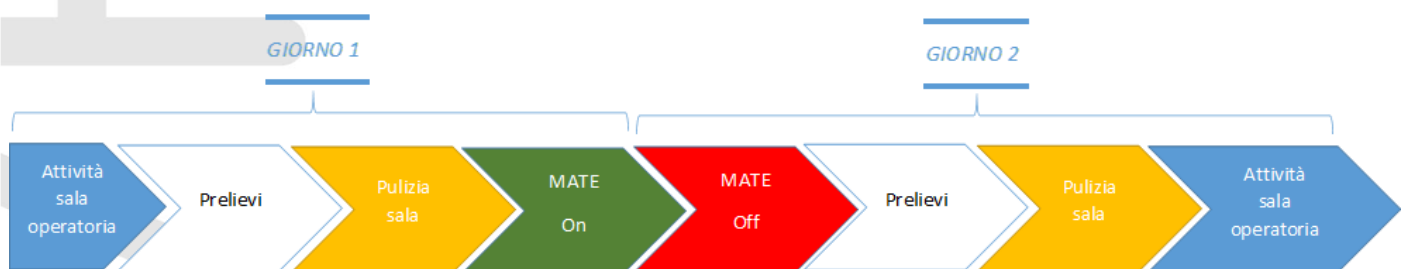 GIORNO 1
GIORNO 2
Attività
sala
operatoria
Prelievi
Pulizia
sala
MATE
On
MATE
Off
Prelievi
Pulizia
sala
Attività
sala
operatoria